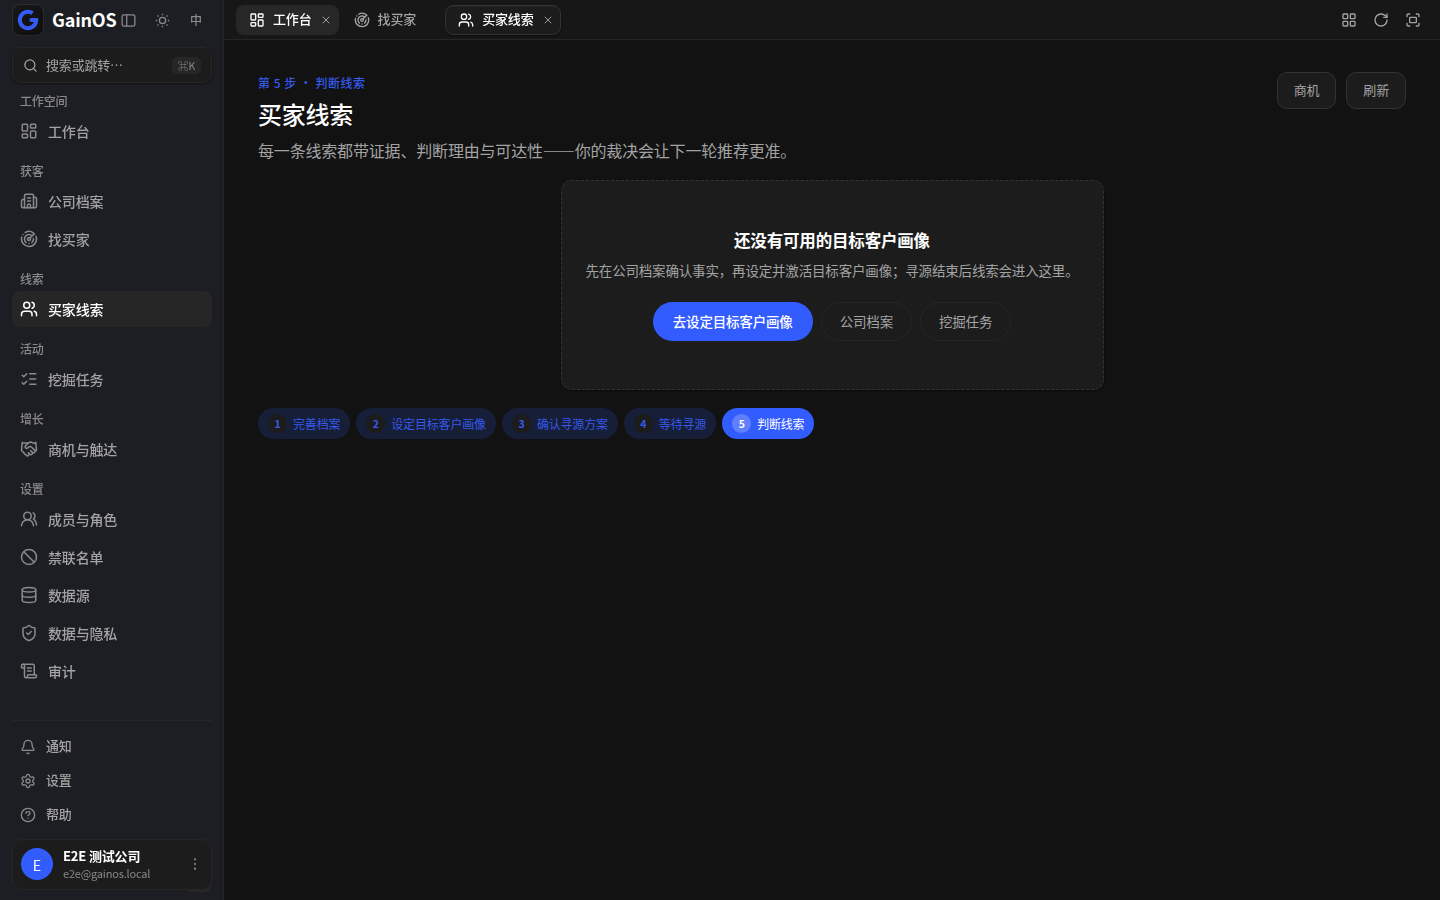 GainOS
中
搜索或跳转… ⌘K
工作空间
工作台
获客
公司档案
找买家
线索
买家线索
活动
挖掘任务
增长
商机与触达
设置
成员与角色
禁联名单
数据源
数据与隐私
审计
通知
设置
帮助
E
E2E 测试公司
e2e@gainos.local
工作台
找买家
买家线索
第 5 步 · 判断线索
买家线索
每一条线索都带证据、判断理由与可达性——你的裁决会让下一轮推荐更准。
商机
刷新
还没有可用的目标客户画像
先在公司档案确认事实，再设定并激活目标客户画像；寻源结束后线索会进入这里。
去设定目标客户画像
公司档案
挖掘任务
1 完善档案
2 设定目标客户画像
3 确认寻源方案
4 等待寻源
5 判断线索